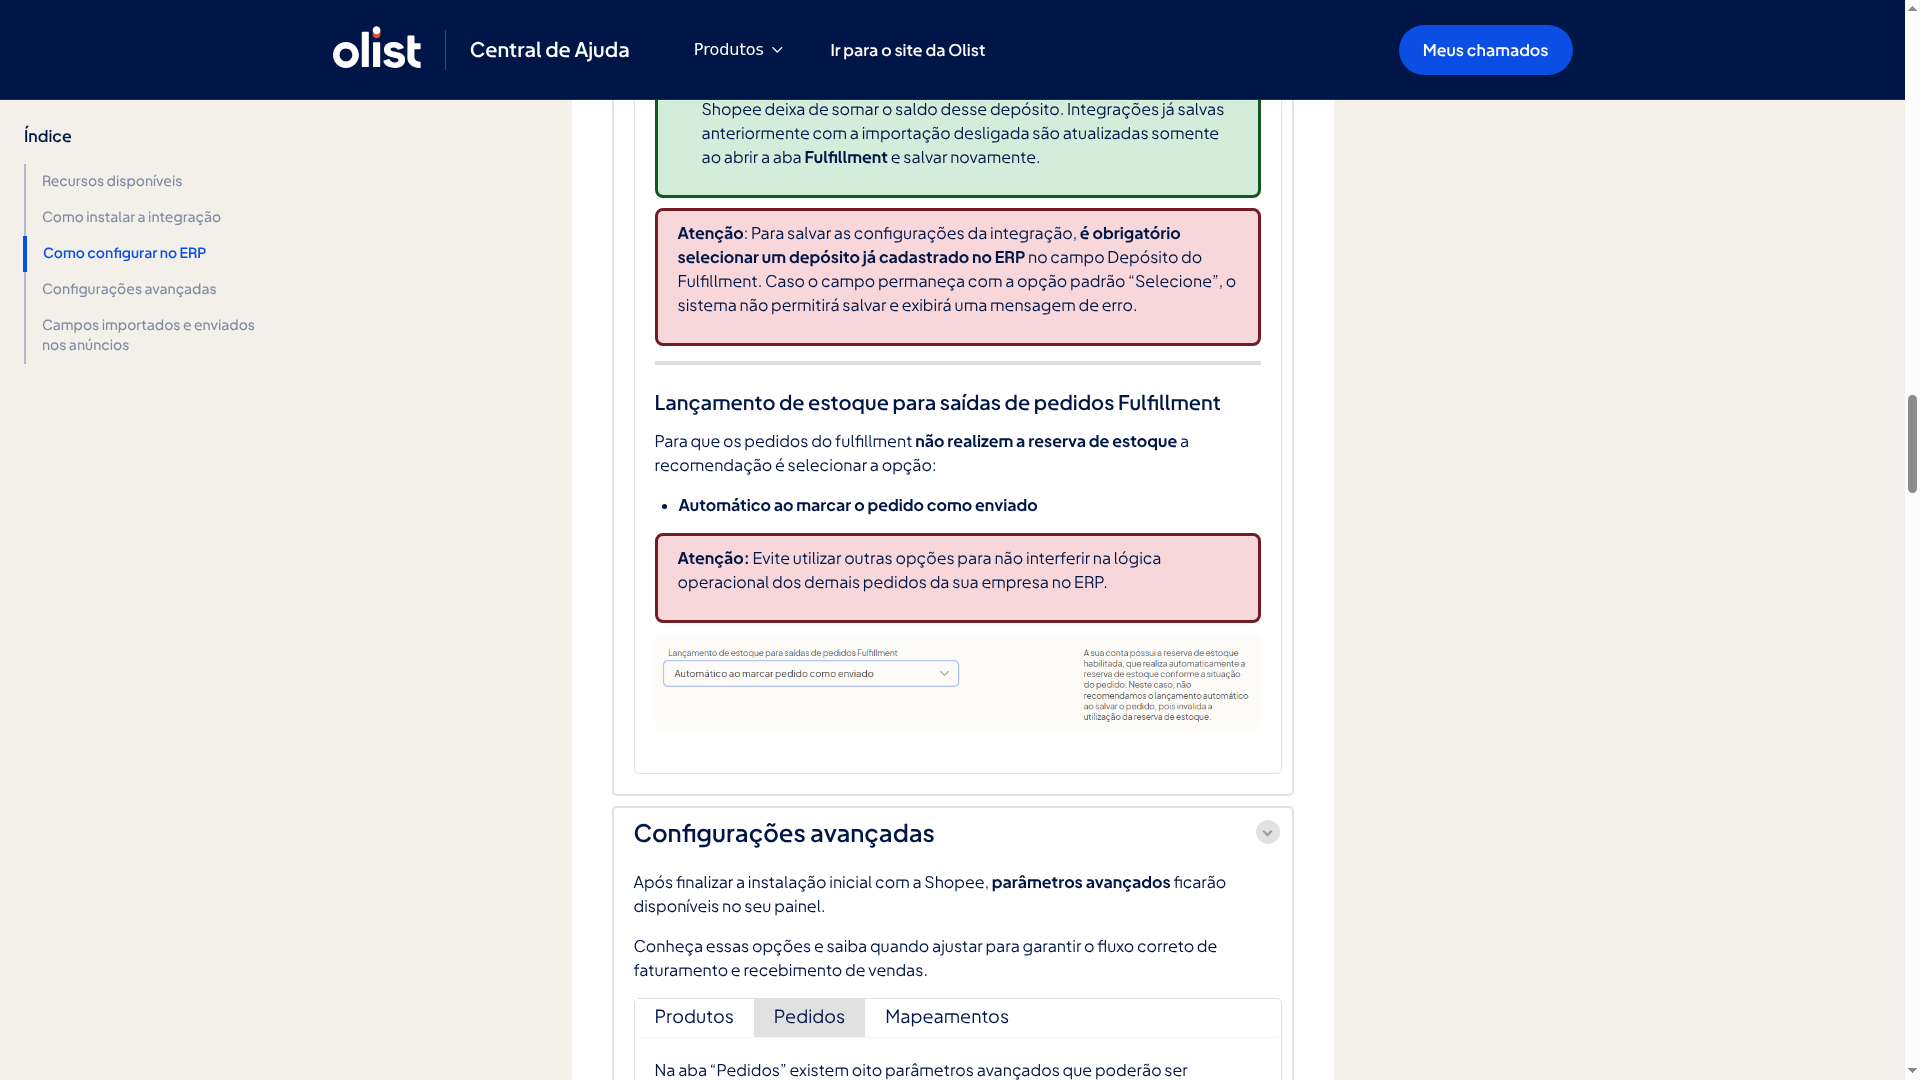 olist
Central de Ajuda
Produtos
Ir para o site da Olist
Meus chamados
Índice
Recursos disponíveis
Como instalar a integração
Como configurar no ERP
Configurações avançadas
Campos importados e enviados
nos anúncios
Shopee deixa de somar o saldo desse depósito. Integrações já salvas
anteriormente com a importação desligada são atualizadas somente
ao abrir a aba Fulfillment e salvar novamente.
Atenção: Para salvar as configurações da integração, é obrigatório
selecionar um depósito já cadastrado no ERP no campo Depósito do
Fulfillment. Caso o campo permaneça com a opção padrão “Selecione”, o
sistema não permitirá salvar e exibirá uma mensagem de erro.
Lançamento de estoque para saídas de pedidos Fulfillment
Para que os pedidos do fulfillment não realizem a reserva de estoque a
recomendação é selecionar a opção:
• Automático ao marcar o pedido como enviado
Atenção: Evite utilizar outras opções para não interferir na lógica
operacional dos demais pedidos da sua empresa no ERP.
Lançamento de estoque para saídas de pedidos Fulfillment
Automático ao marcar pedido como enviado
A sua conta possui a reserva de estoque
habilitada, que realiza automaticamente a
reserva de estoque conforme a situação
do pedido. Neste caso, não
recomendamos o lançamento automático
ao salvar o pedido, pois invalida a
utilização da reserva de estoque.
Configurações avançadas
Após finalizar a instalação inicial com a Shopee, parâmetros avançados ficarão
disponíveis no seu painel.
Conheça essas opções e saiba quando ajustar para garantir o fluxo correto de
faturamento e recebimento de vendas.
Produtos
Pedidos
Mapeamentos
Na aba “Pedidos” existem oito parâmetros avançados que poderão ser